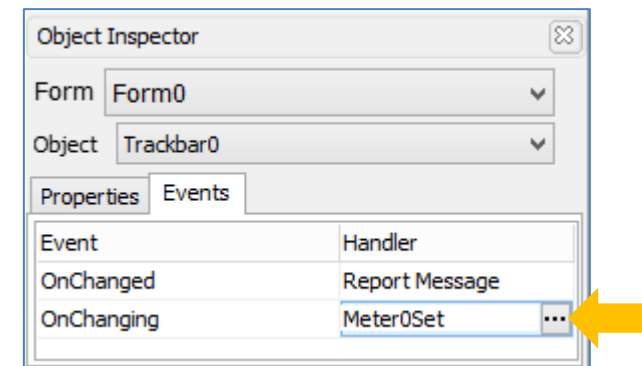 Object Inspector
Form Form0
Object Trackbar0
Properties Events
Event Handler
OnChanged Report Message
OnChanging Meter0Set ...